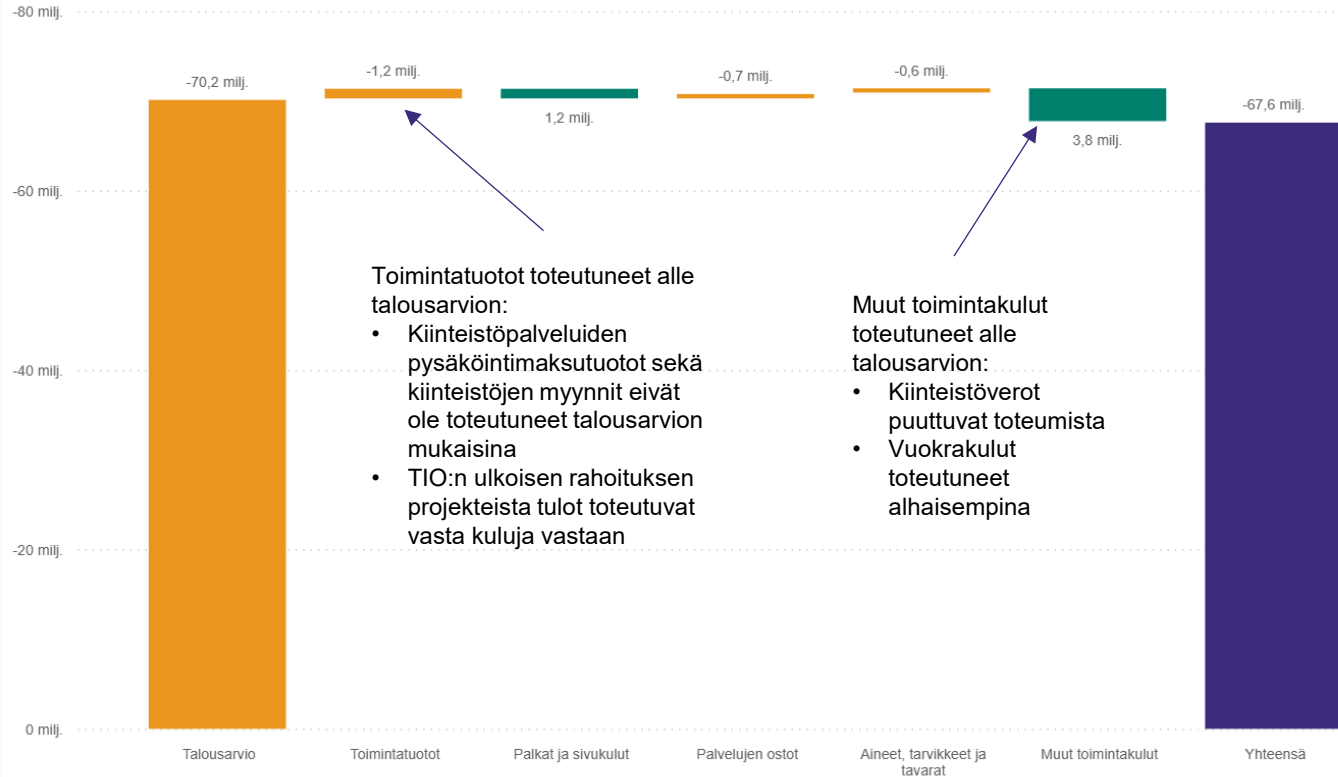 -80 milj.
-60 milj.
-40 milj.
-20 milj.
0 milj.
-70,2 milj.
-1,2 milj.
1,2 milj.
-0,7 milj.
-0,6 milj.
3,8 milj.
-67,6 milj.
Toimintatuotot toteutuneet alle
talousarvion:
• Kiinteistöpalveluiden
pysäköintimaksutuotot sekä
kiinteistöjen myynnit eivät
ole toteutuneet talousarvion
mukaisina
• TIO:n ulkoisen rahoituksen
projekteista tulot toteutuvat
vasta kuluja vastaan
Muut toimintakulut
toteutuneet alle
talousarvion:
• Kiinteistöverot
puuttuvat toteumista
• Vuokrakulut
toteutuneet
alhaisempina
Talousarvio
Toimintatuotot
Palkat ja sivukulut
Palvelujen ostot
Aineet, tarvikkeet ja
tavarat
Muut toimintakulut
Yhteensä